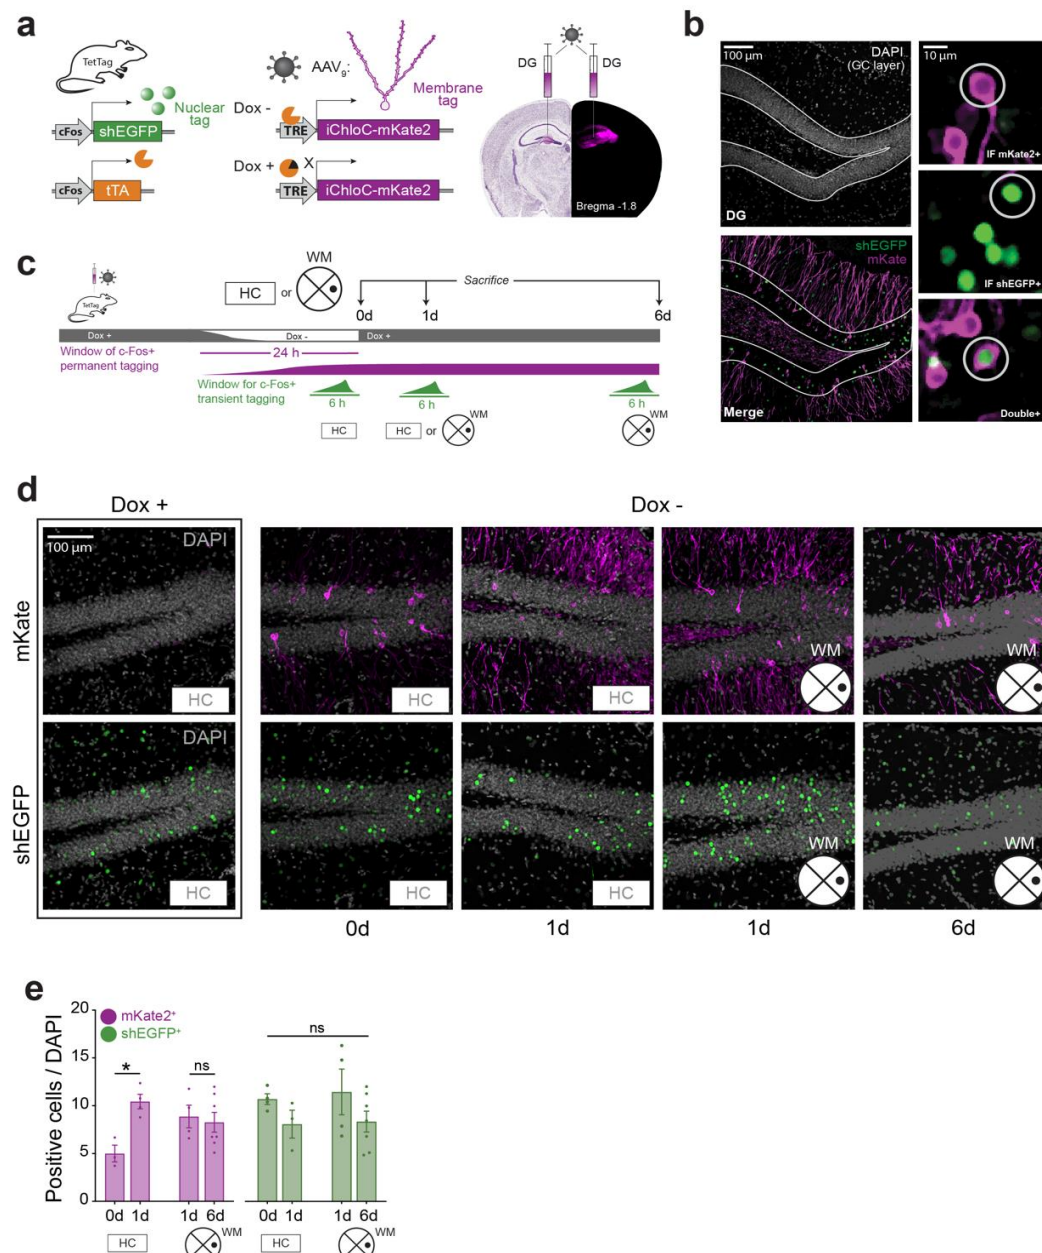 a
TetTag
Nuclear
tag
cFos
shEGFP
cFos
tTA
AAV9:
Membrane
tag
Dox -
TRE
iChloC-mKate2
Dox +
X
TRE
iChloC-mKate2
DG
DG
Bregma -1.8
b
100 µm
DAPI
(GC layer)
DG
shEGFP
mKate
Merge
10 µm
IF mKate2+
IF shEGFP+
Double+
c
TetTag
HC
or
WM
Sacrifice
0d
1d
6d
Dox +
Dox -
Dox +
Window of c-Fos+
permanent tagging
24 h
Window for c-Fos+
transient tagging
6 h
6 h
6 h
HC
HC
or
WM
WM
d
Dox +
Dox -
mKate
100 µm
DAPI
HC
HC
HC
WM
WM
shEGFP
DAPI
HC
HC
HC
WM
WM
0d
1d
1d
6d
e
Positive cells / DAPI
20
15
10
5
0
mKate2+
shEGFP+
*
ns
ns
0d 1d
1d 6d
0d 1d
1d 6d
HC
WM
HC
WM